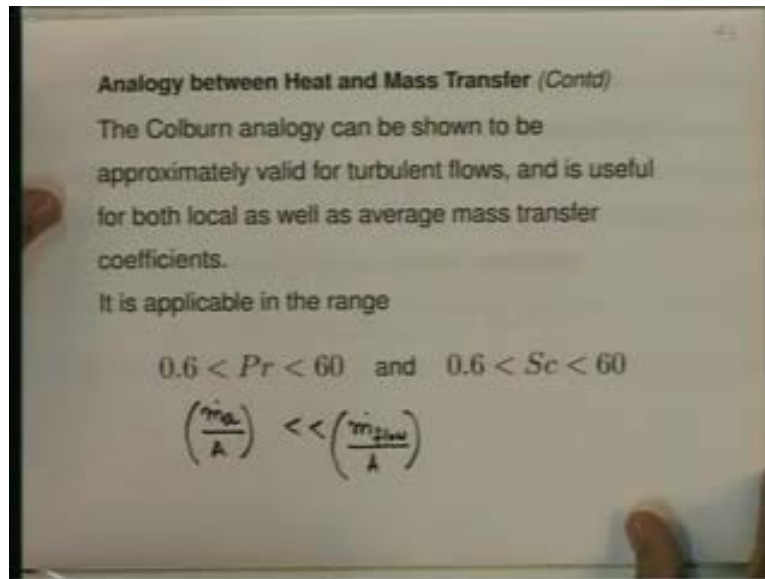 Analogy between Heat and Mass Transfer (Contd)
The Colburn analogy can be shown to be
approximately valid for turbulent flows, and is useful
for both local as well as average mass transfer
coefficients.
It is applicable in the range
0.6 < Pr < 60 and 0.6 < Sc < 60
(ṁa/A) << (ṁflow/A)